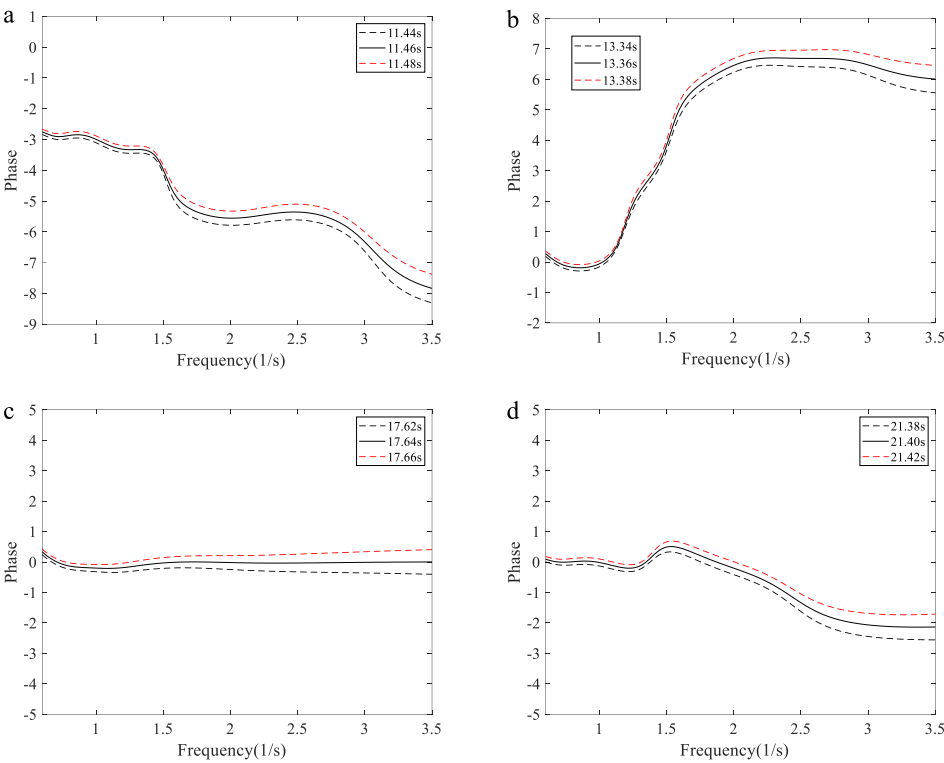 a
1
0
-1
-2
-3
-4
-5
-6
-7
-8
-9
Phase
11.44s
11.46s
11.48s
1 1.5 2 2.5 3 3.5
Frequency(1/s)
b
8
7
6
5
4
3
2
1
0
-1
-2
Phase
13.34s
13.36s
13.38s
1 1.5 2 2.5 3 3.5
Frequency(1/s)
c
5
4
3
2
1
0
-1
-2
-3
-4
-5
Phase
17.62s
17.64s
17.66s
1 1.5 2 2.5 3 3.5
Frequency(1/s)
d
5
4
3
2
1
0
-1
-2
-3
-4
-5
Phase
21.38s
21.40s
21.42s
1 1.5 2 2.5 3 3.5
Frequency(1/s)